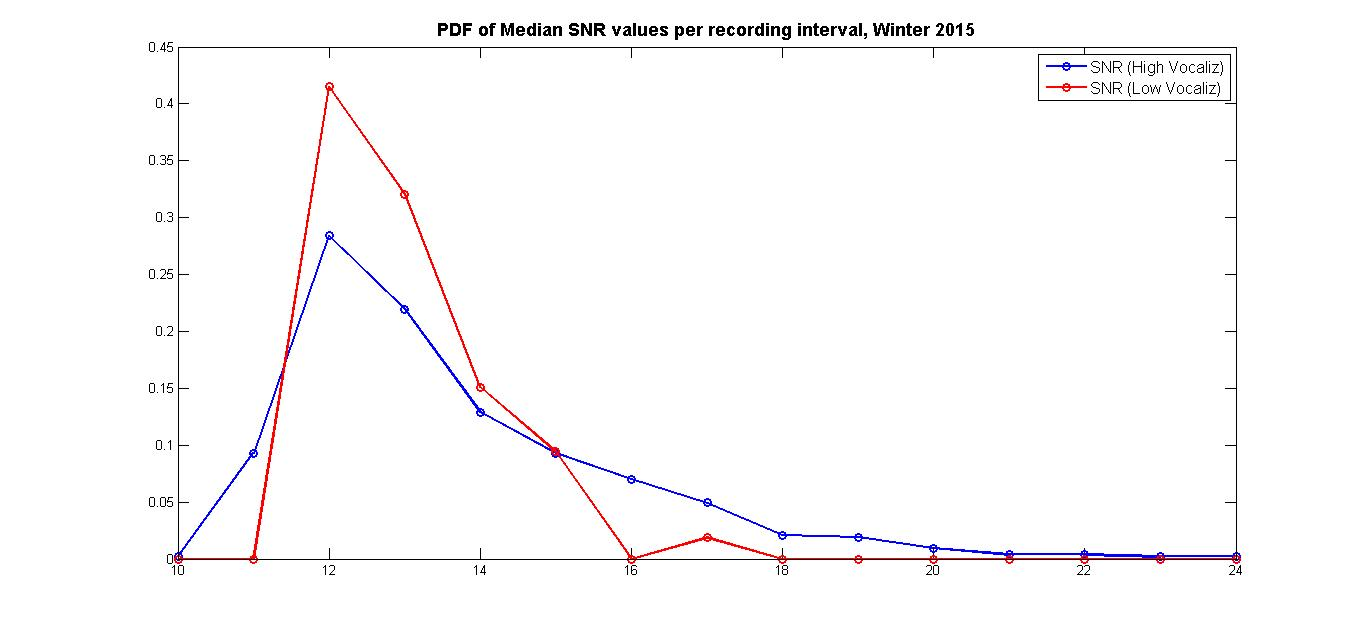 PDF of Median SNR values per recording interval, Winter 2015
SNR (High Vocaliz)
SNR (Low Vocaliz)
0.45
0.4
0.35
0.3
0.25
0.2
0.15
0.1
0.05
0
10 12 14 16 18 20 22 24